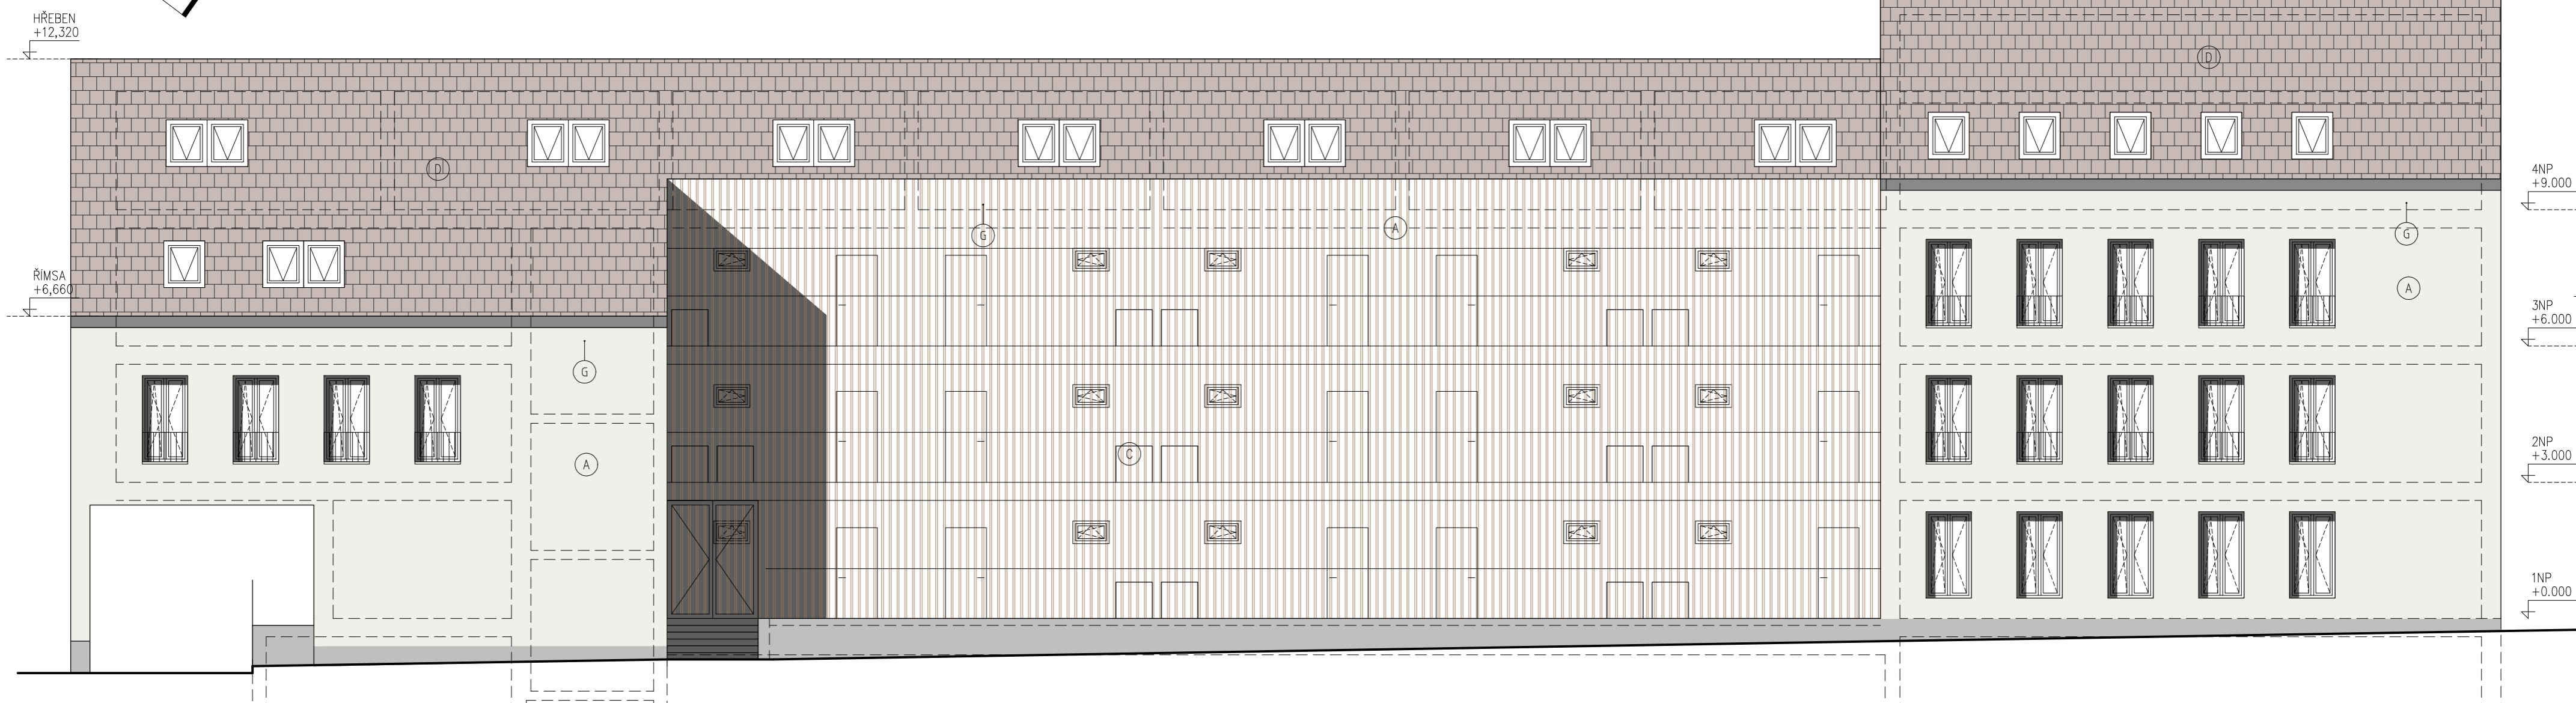 HŘEBEN
+12,320
D
D
4NP
+9.000
G
A
G
ŘÍMSA
+6,660
A
3NP
+6.000
G
C
A
2NP
+3.000
1NP
+0.000